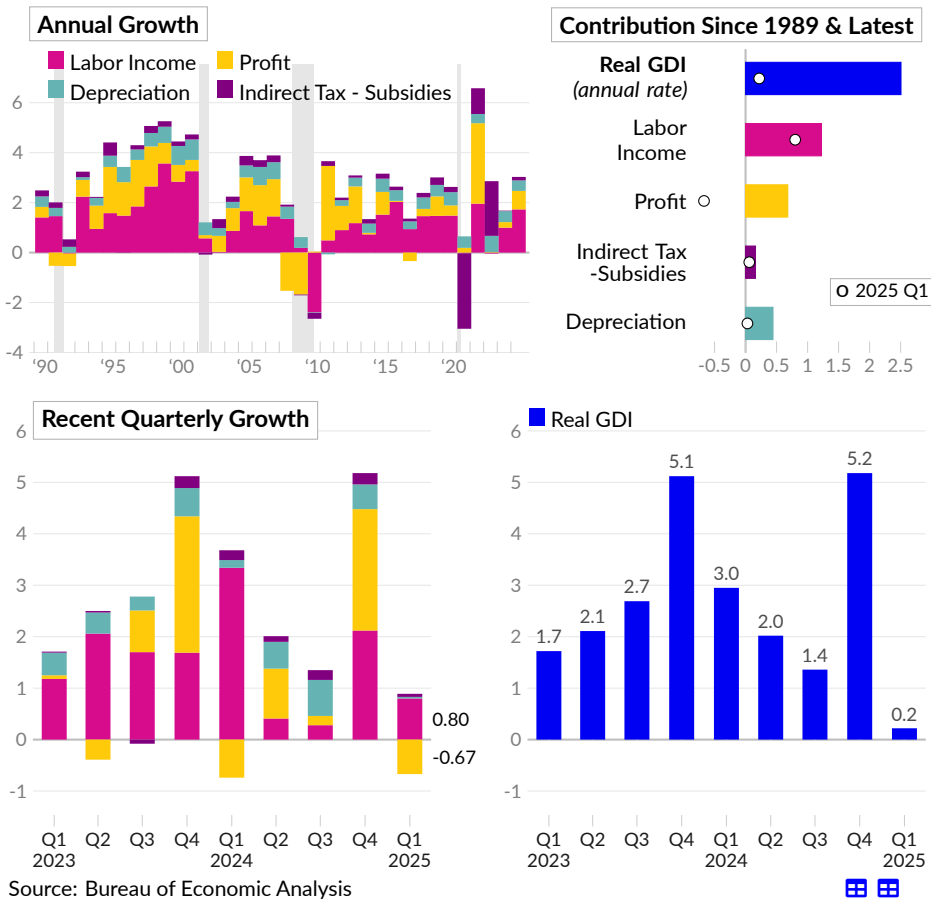 Annual Growth
Labor Income
Profit
Depreciation
Indirect Tax - Subsidies
6
4
2
0
-2
-4
'90
'95
'00
'05
'10
'15
'20
Contribution Since 1989 & Latest
Real GDI
(annual rate)
Labor
Income
Profit
Indirect Tax
-Subsidies
Depreciation
2025 Q1
-0.5
0
0.5
1
1.5
2
2.5
Recent Quarterly Growth
6
5
4
3
2
1
0
-1
0.80
-0.67
Q1
2023
Q2
Q3
Q4
Q1
2024
Q2
Q3
Q4
Q1
2025
Real GDI
6
5
4
3
2
1
0
-1
1.7
2.1
2.7
5.1
3.0
2.0
1.4
5.2
0.2
Q1
2023
Q2
Q3
Q4
Q1
2024
Q2
Q3
Q4
Q1
2025
Source: Bureau of Economic Analysis